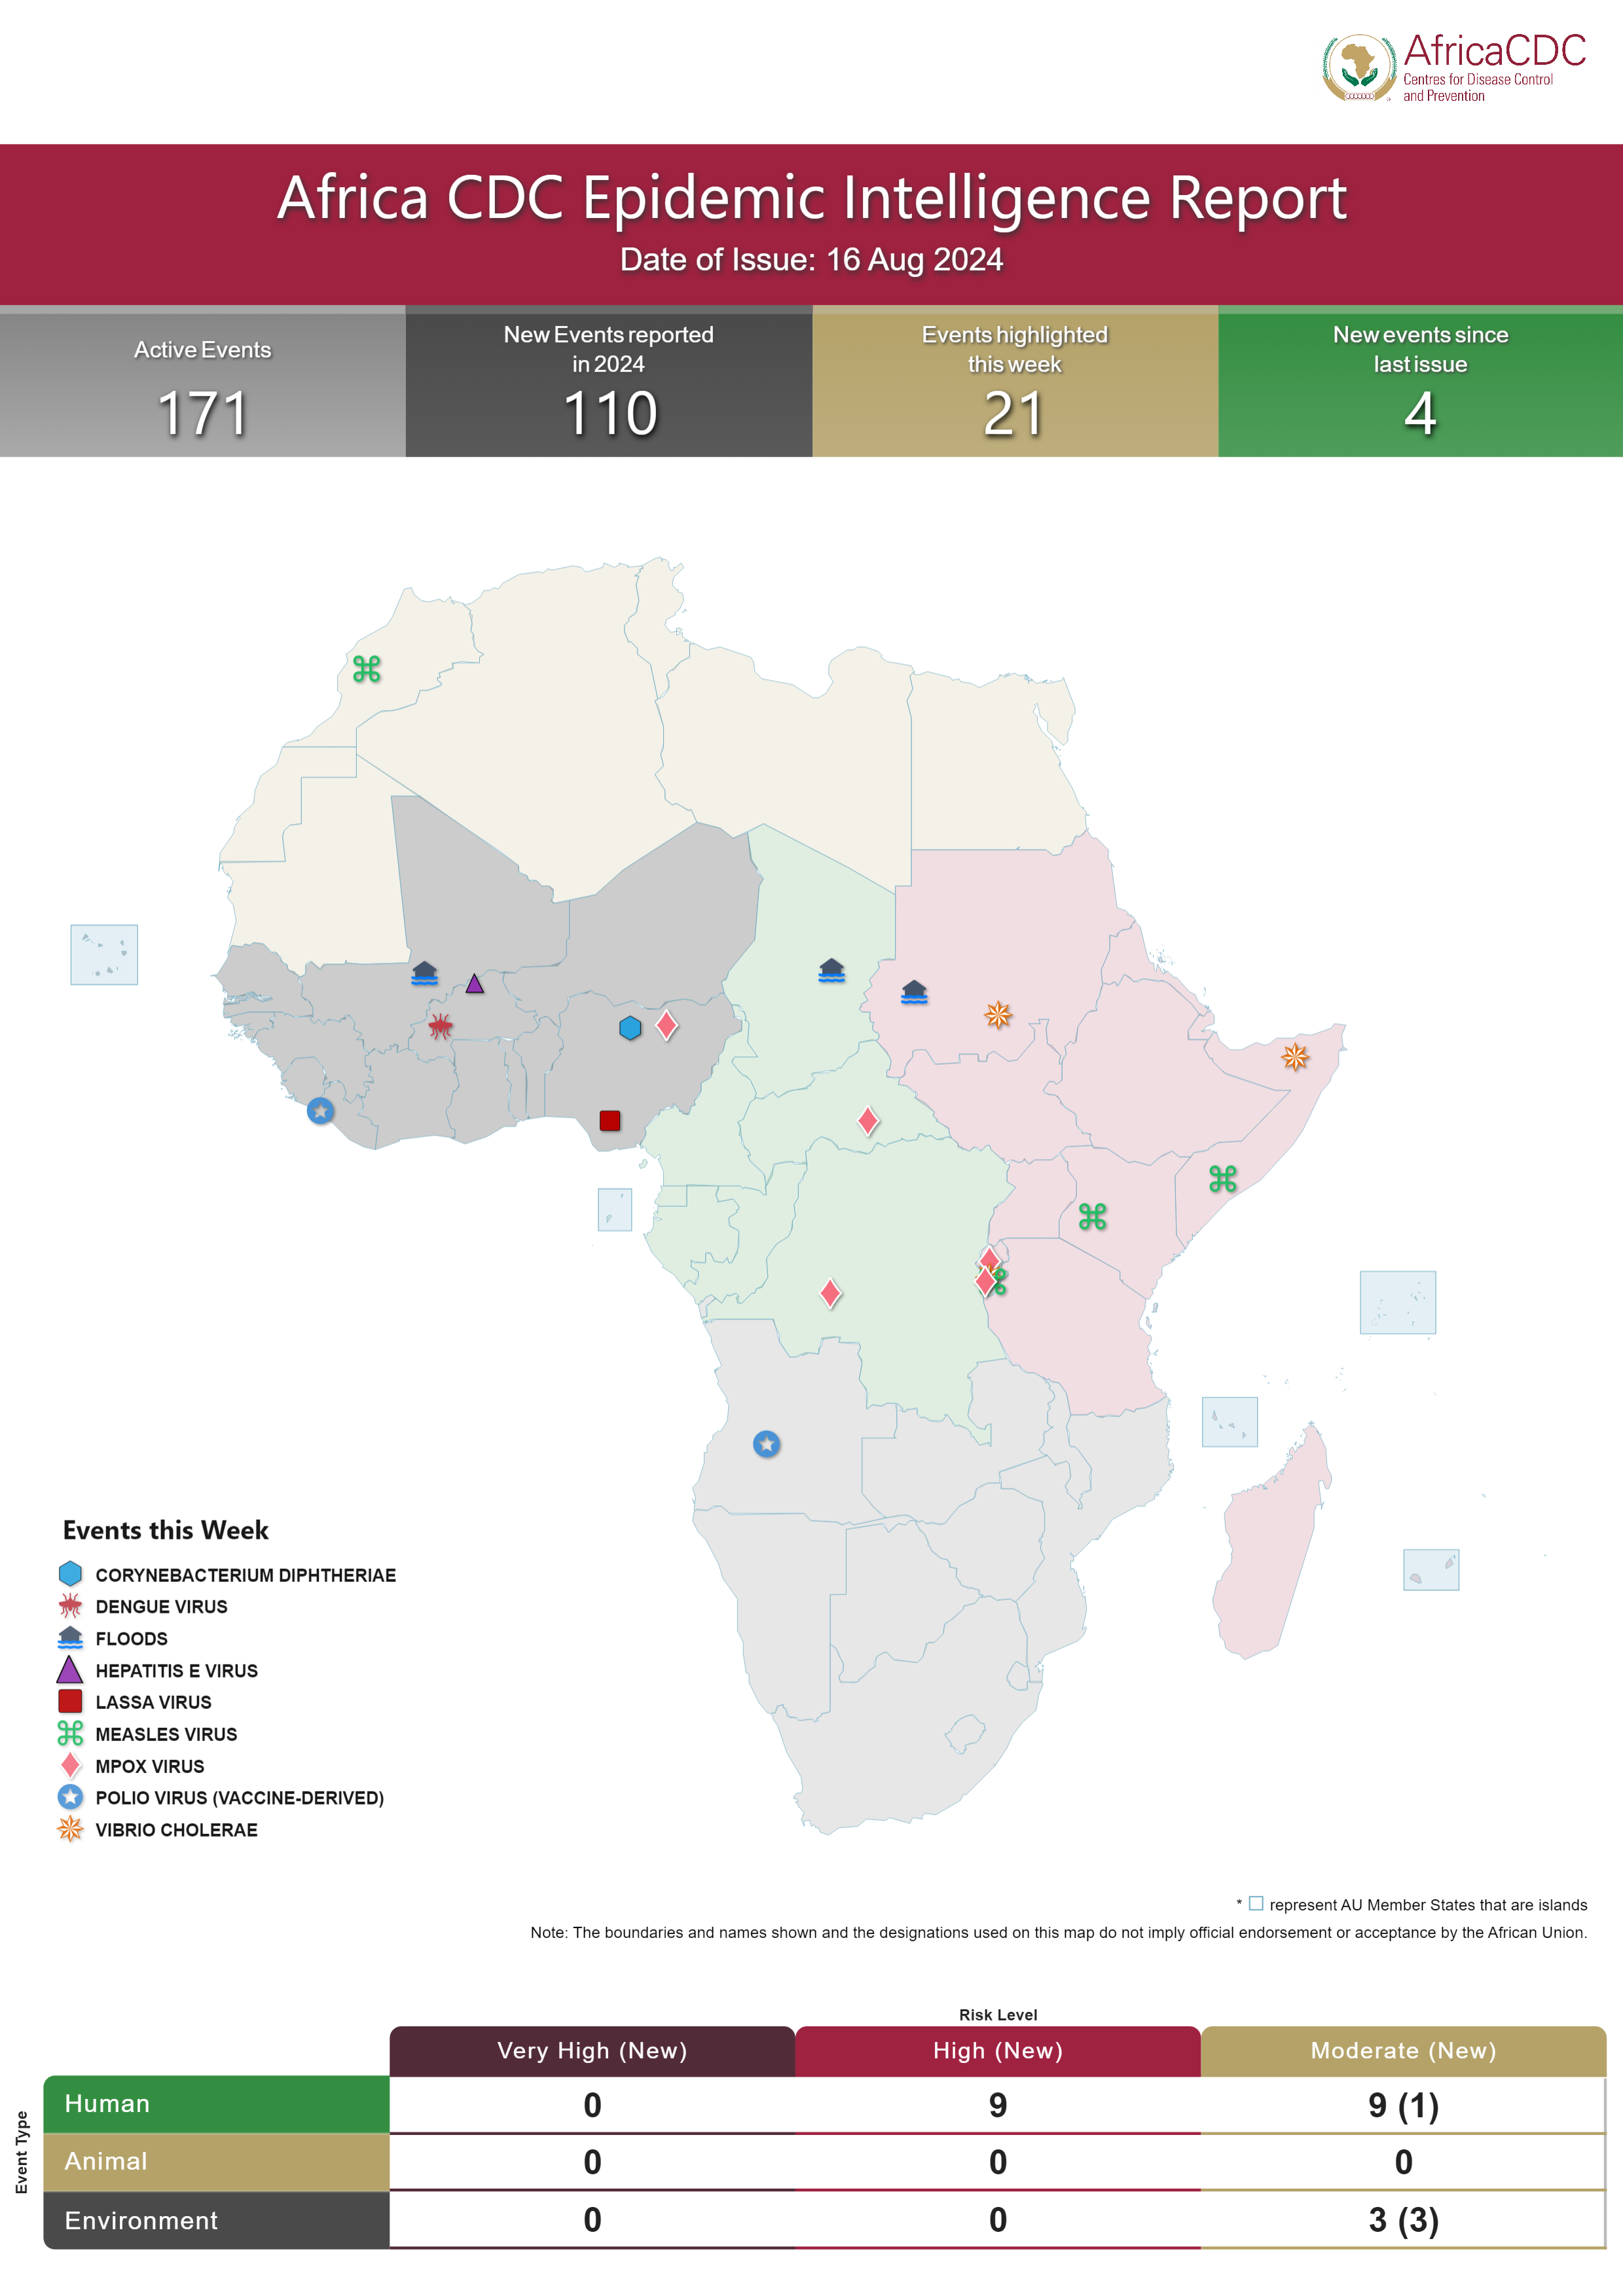 AfricaCDC
Centres for Disease Control
and Prevention
Africa CDC Epidemic Intelligence Report
Date of Issue: 16 Aug 2024
Active Events
171
New Events reported
in 2024
110
Events highlighted
this week
21
New events since
last issue
4
Events this Week
CORYNEBACTERIUM DIPHTHERIAE
DENGUE VIRUS
FLOODS
HEPATITIS E VIRUS
LASSA VIRUS
MEASLES VIRUS
MPOX VIRUS
POLIO VIRUS (VACCINE-DERIVED)
VIBRIO CHOLERAE
* represent AU Member States that are islands
Note: The boundaries and names shown and the designations used on this map do not imply official endorsement or acceptance by the African Union.
Risk Level
Very High (New) High (New) Moderate (New)
Event Type
Human 0 9 9 (1)
Animal 0 0 0
Environment 0 0 3 (3)